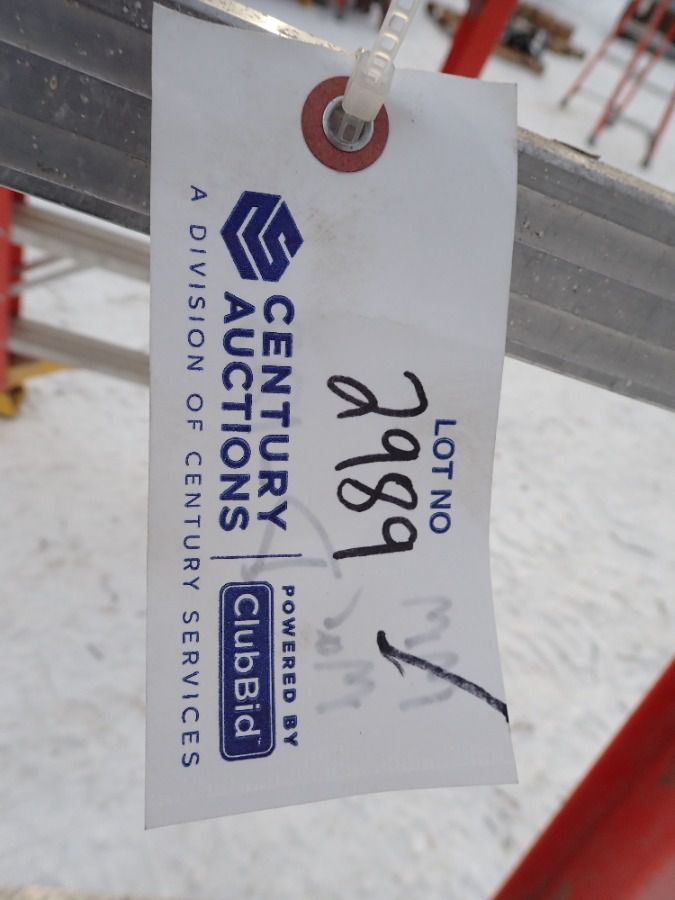 LOT NO
2989
CENTURY
AUCTIONS
POWERED BY
ClubBid
A DIVISION OF CENTURY SERVICES